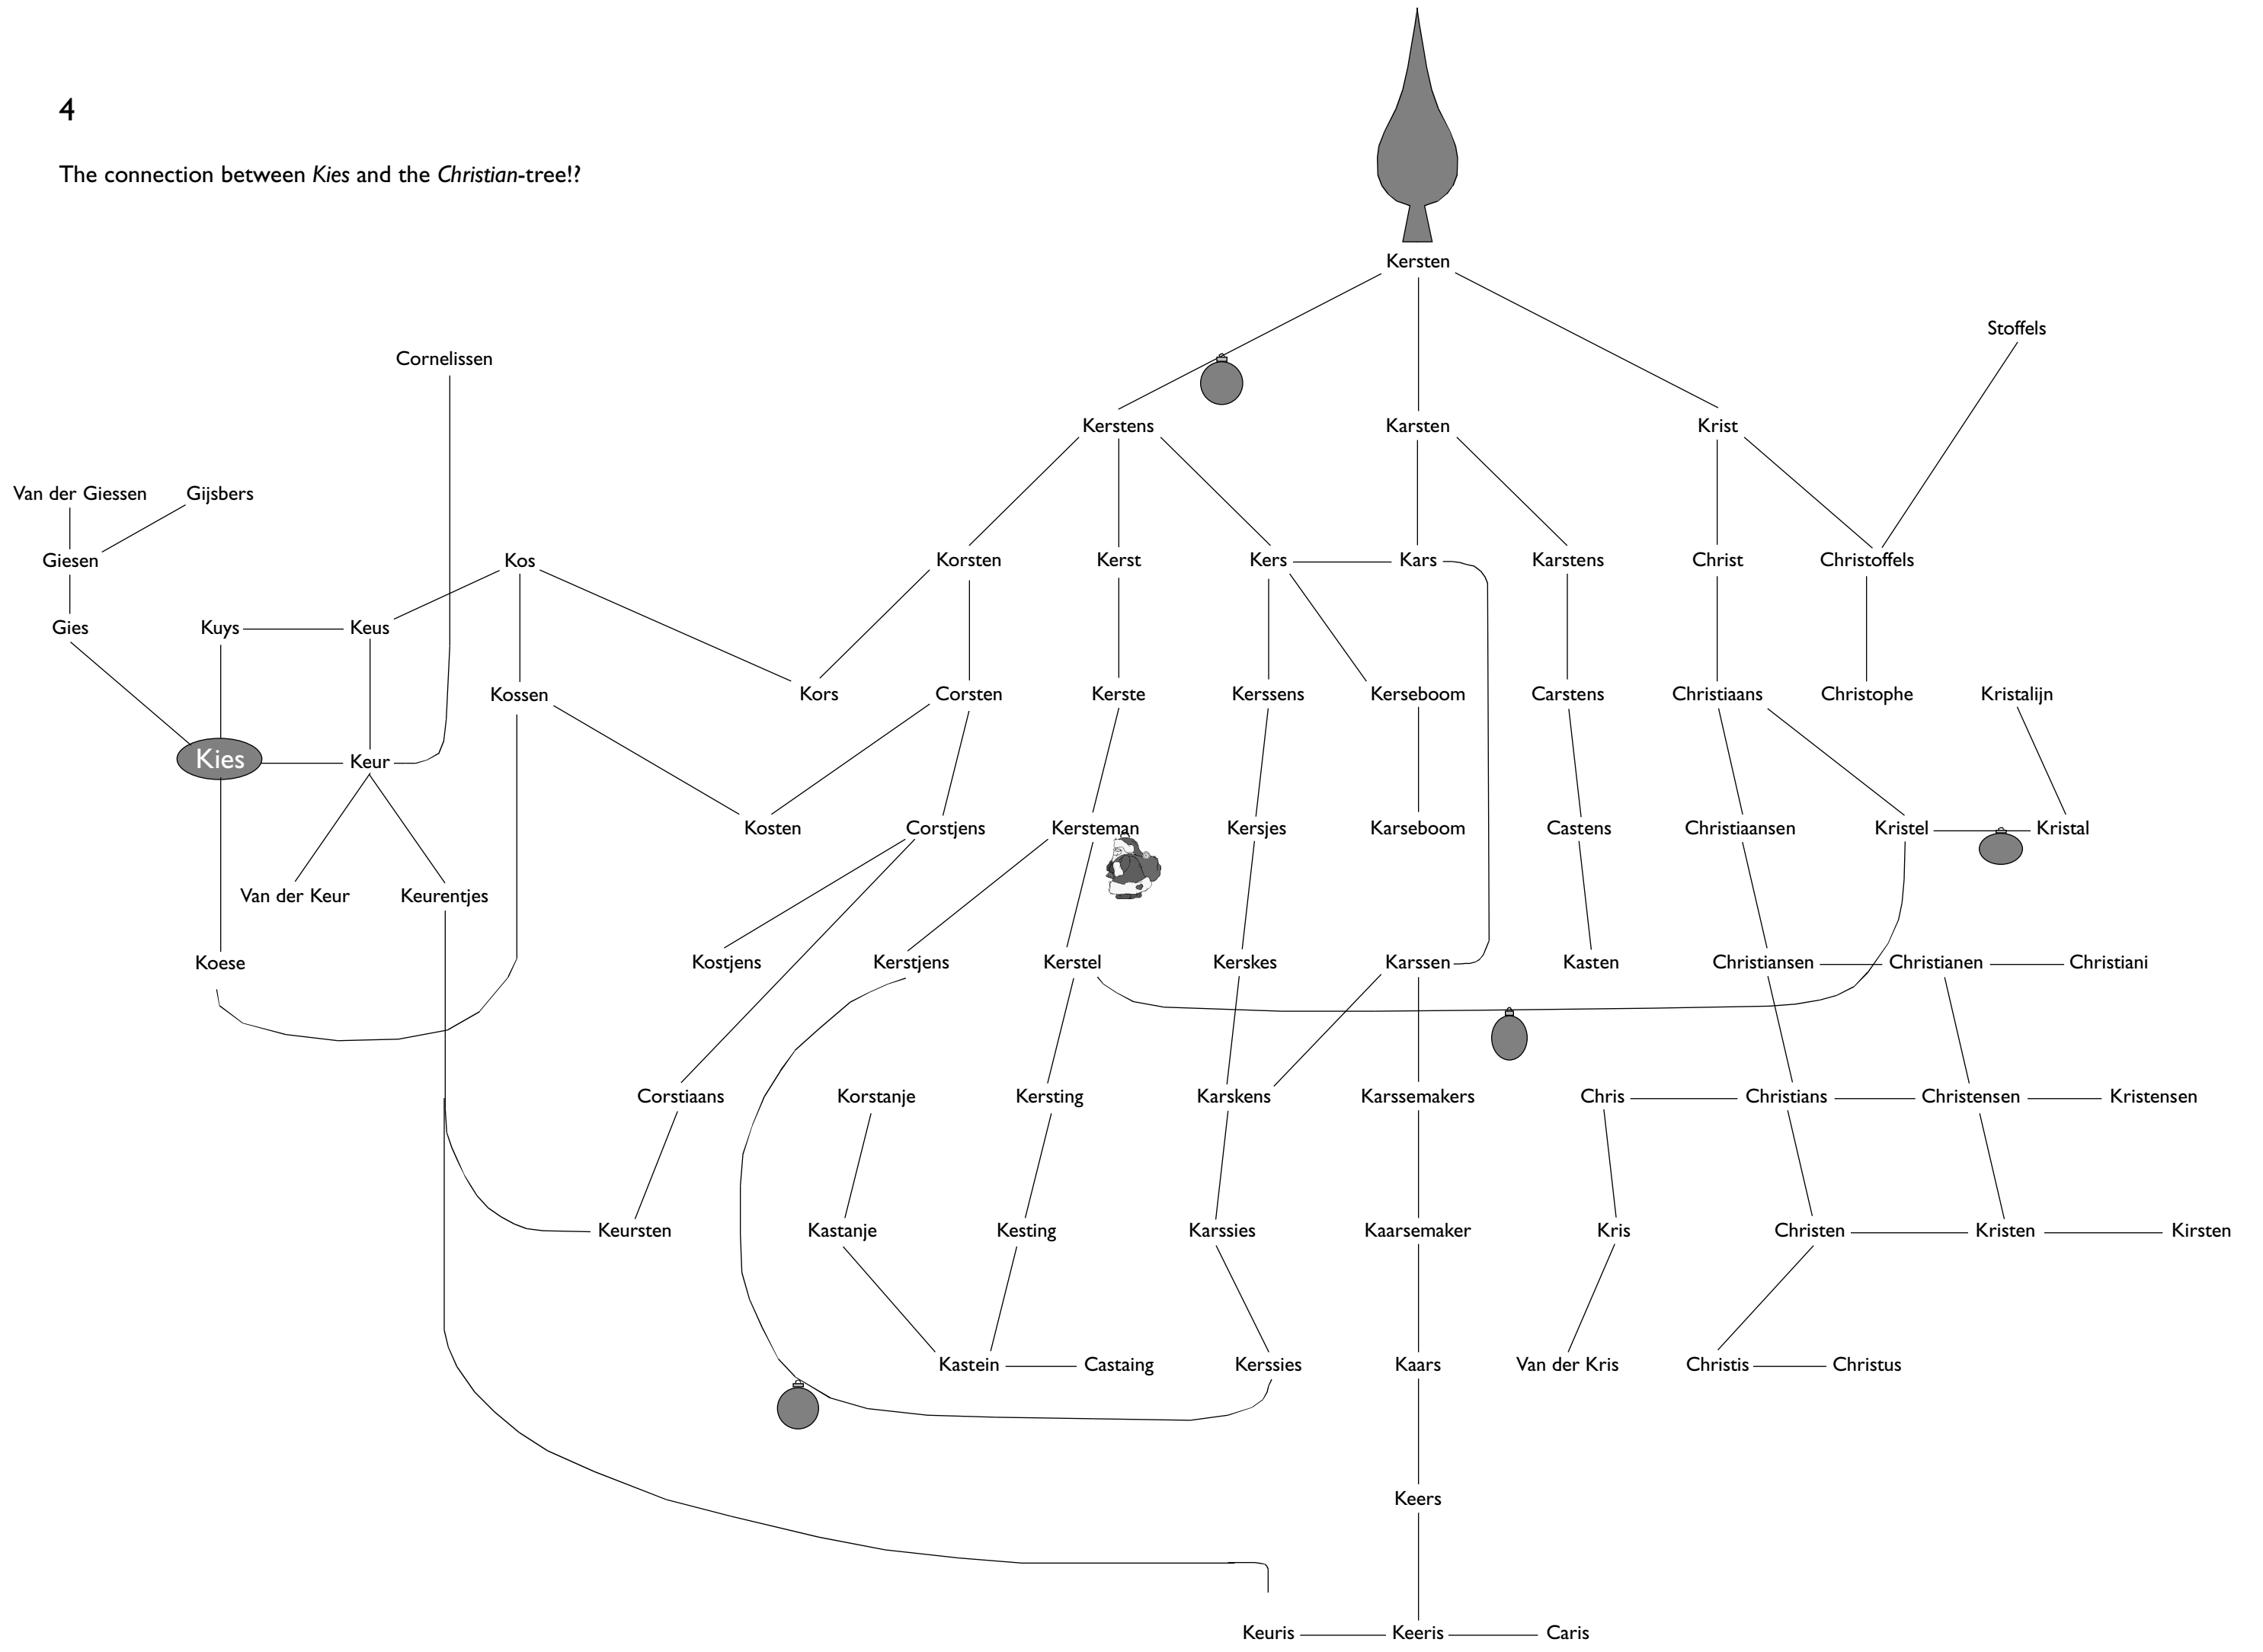 4
The connection between Kies and the Christian-tree!?
Kersten
Stoffels
Cornelissen
Kerstens
Karsten
Krist
Van der Giessen
Gijsbers
Giesen
Kos
Korsten
Kerst
Kers
Kars
Karstens
Christ
Christoffels
Gies
Kuys
Keus
Kossen
Kors
Corsten
Kerste
Kerssens
Kerseboom
Carstens
Christiaans
Christophe
Kristalijn
Kies
Keur
Kosten
Corstjens
Kersteman
Kersjes
Karseboom
Castens
Christiaansen
Kristel
Kristal
Van der Keur
Keurentjes
Koese
Kostjens
Kerstjens
Kerstel
Kerskes
Karssen
Kasten
Christiansen
Christianen
Christiani
Corstiaans
Korstanje
Kersting
Karskens
Karssemakers
Chris
Christians
Christensen
Kristensen
Keursten
Kastanje
Kesting
Karssies
Kaarsemaker
Kris
Christen
Kristen
Kirsten
Kastein
Castaing
Kerssies
Kaars
Van der Kris
Christis
Christus
Keers
Keuris
Keeris
Caris